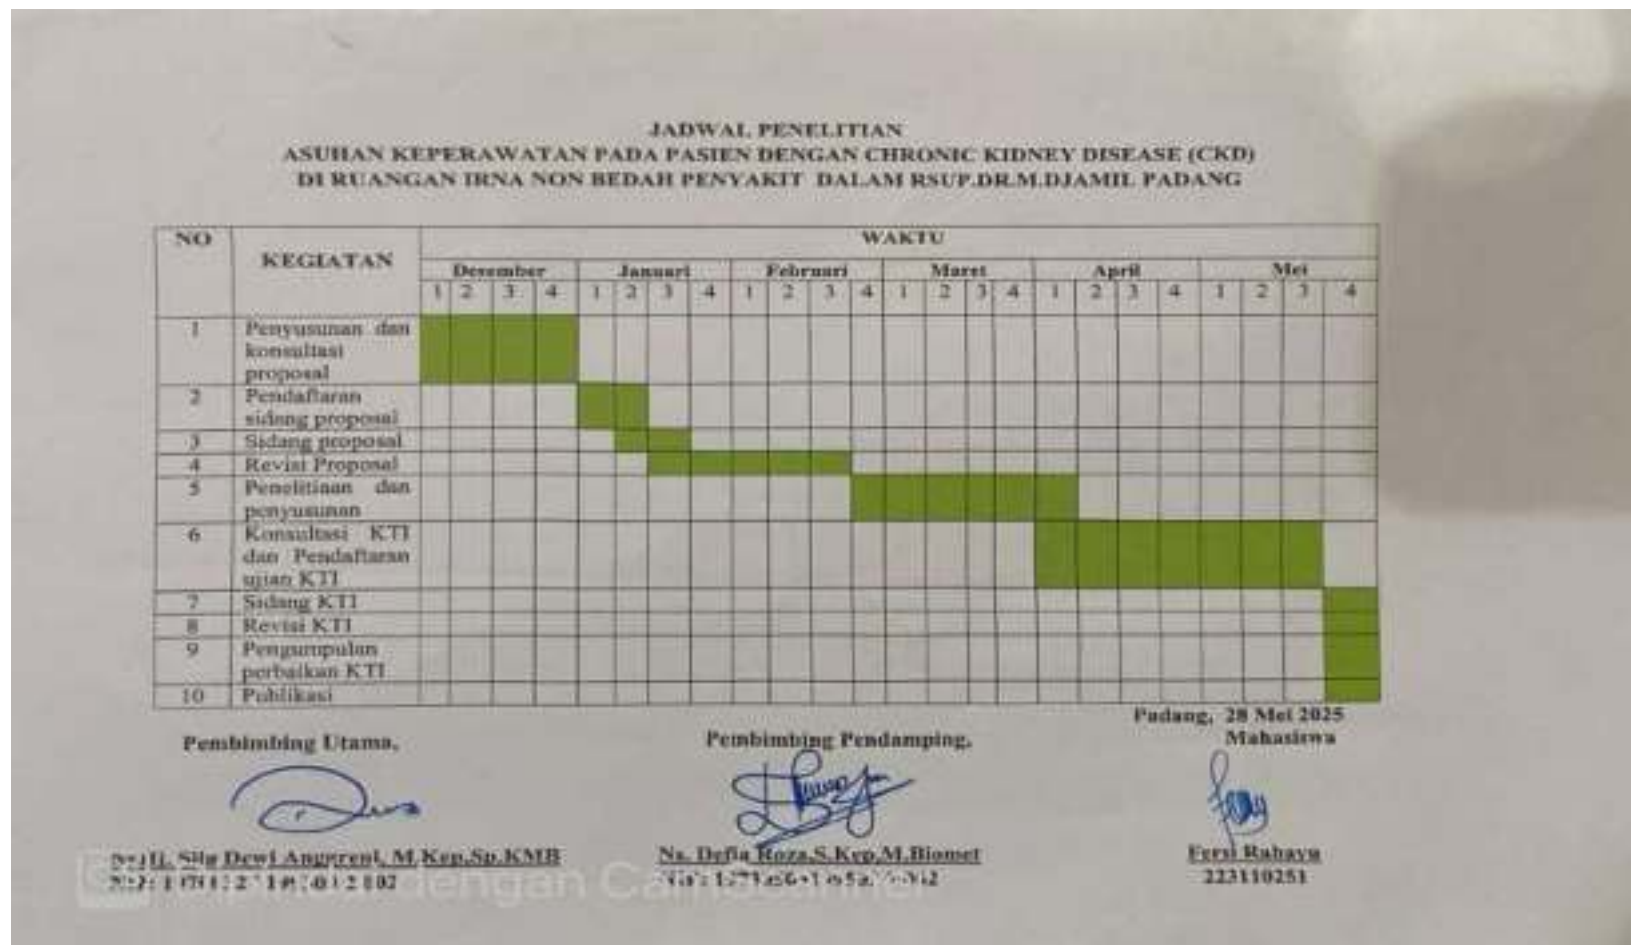 JADWAL PENELITIAN
ASUHAN KEPERAWATAN PADA PASIEN DENGAN CHRONIC KIDNEY DISEASE (CKD)
DI RUANGAN IRNA NON BEDAH PENYAKIT DALAM RSUP.DR.M.DJAMIL PADANG
NO KEGIATAN WAKTU
Desember Januari Februari Maret April Mei
1 2 3 4 1 2 3 4 1 2 3 4 1 2 3 4 1 2 3 4 1 2 3 4
1 Penyusunan dan
konsultasi
proposal
2 Pendaftaran
sidang proposal
3 Sidang proposal
4 Revisi Proposal
5 Penelitiaan dan
penyusunan
6 Konsultasi KTI
dan Pendaftaran
ujian KTI
7 Sidang KTI
8 Revisi KTI
9 Pengumpulan
perbaikan KTI
10 Publikasi
Padang, 28 Mei 2025
Pembimbing Utama, Pembimbing Pendamping, Mahasiswa
Dewi Anggreni, M.Kep,Sp.KMB Ns. Defia Roza,S.Kep,M.Biomet Fersi Rahayu
223110251
dengan CamScanner